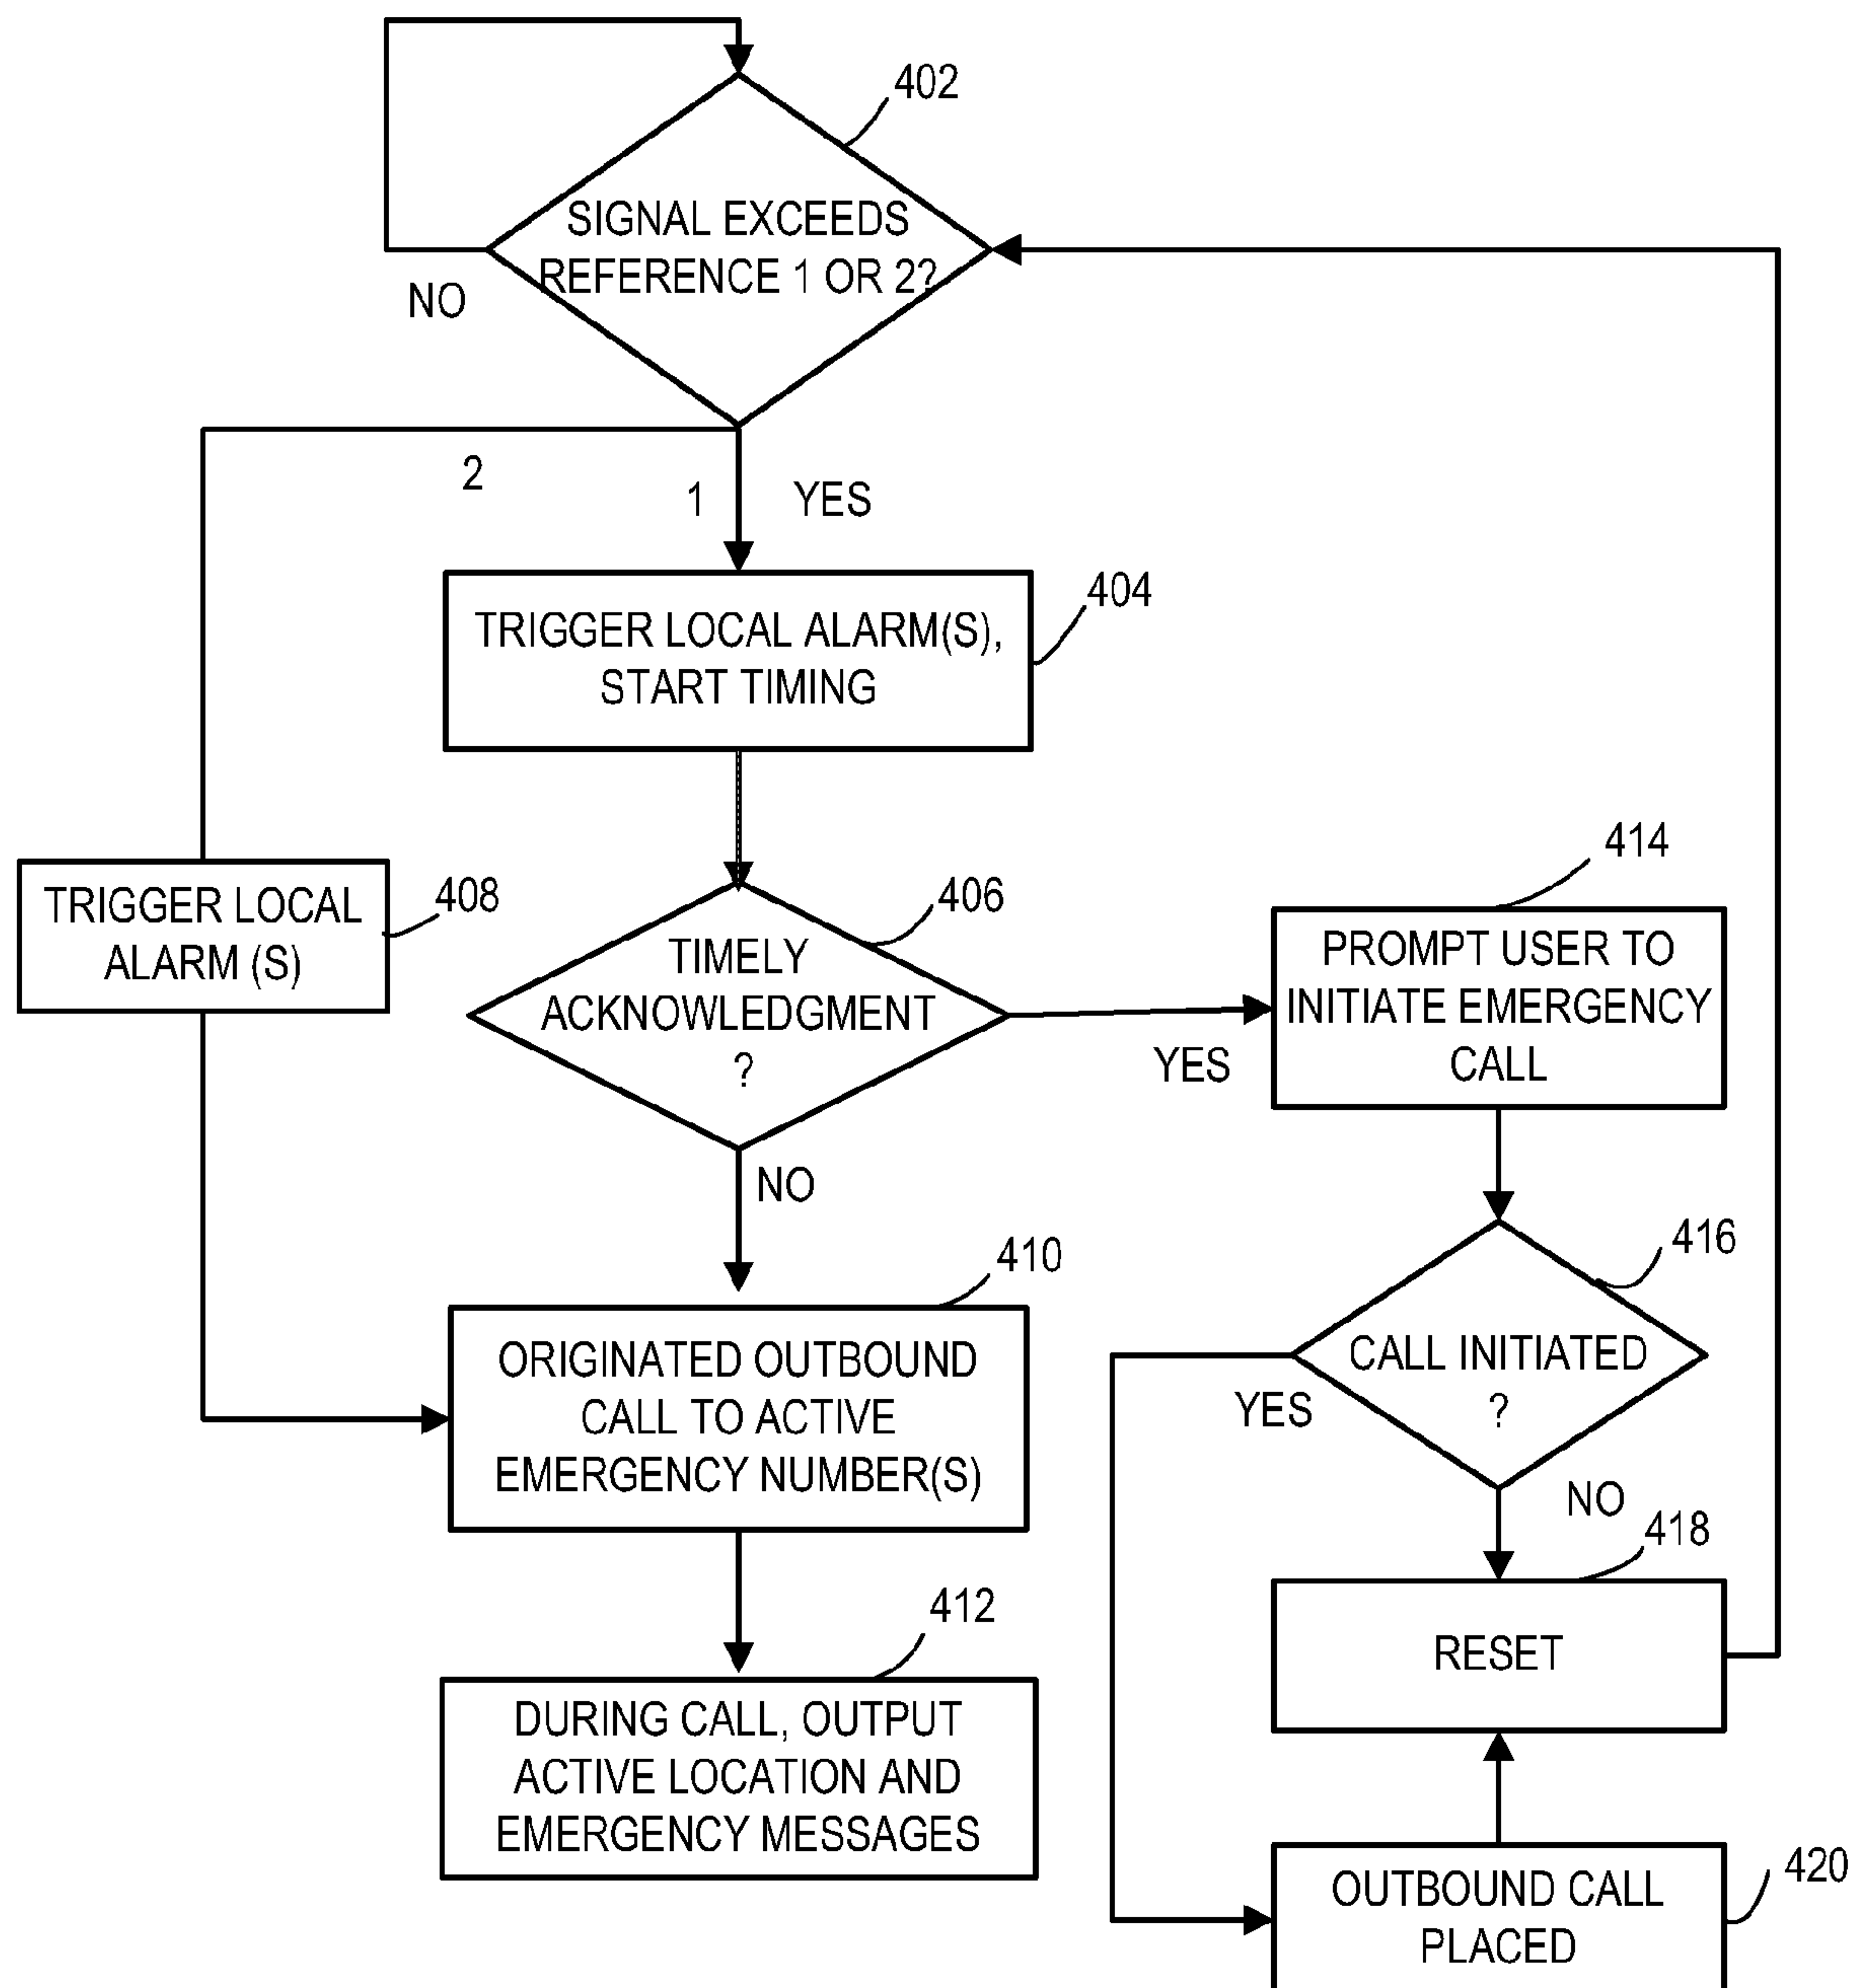 402
SIGNAL EXCEEDS
REFERENCE 1 OR 2?
NO
2
1
YES
404
TRIGGER LOCAL ALARM(S),
START TIMING
TRIGGER LOCAL
ALARM (S)
408
406
TIMELY
ACKNOWLEDGMENT
?
YES
NO
414
PROMPT USER TO
INITIATE EMERGENCY
CALL
416
CALL INITIATED
?
YES
NO
410
ORIGINATED OUTBOUND
CALL TO ACTIVE
EMERGENCY NUMBER(S)
418
RESET
412
DURING CALL, OUTPUT
ACTIVE LOCATION AND
EMERGENCY MESSAGES
420
OUTBOUND CALL
PLACED